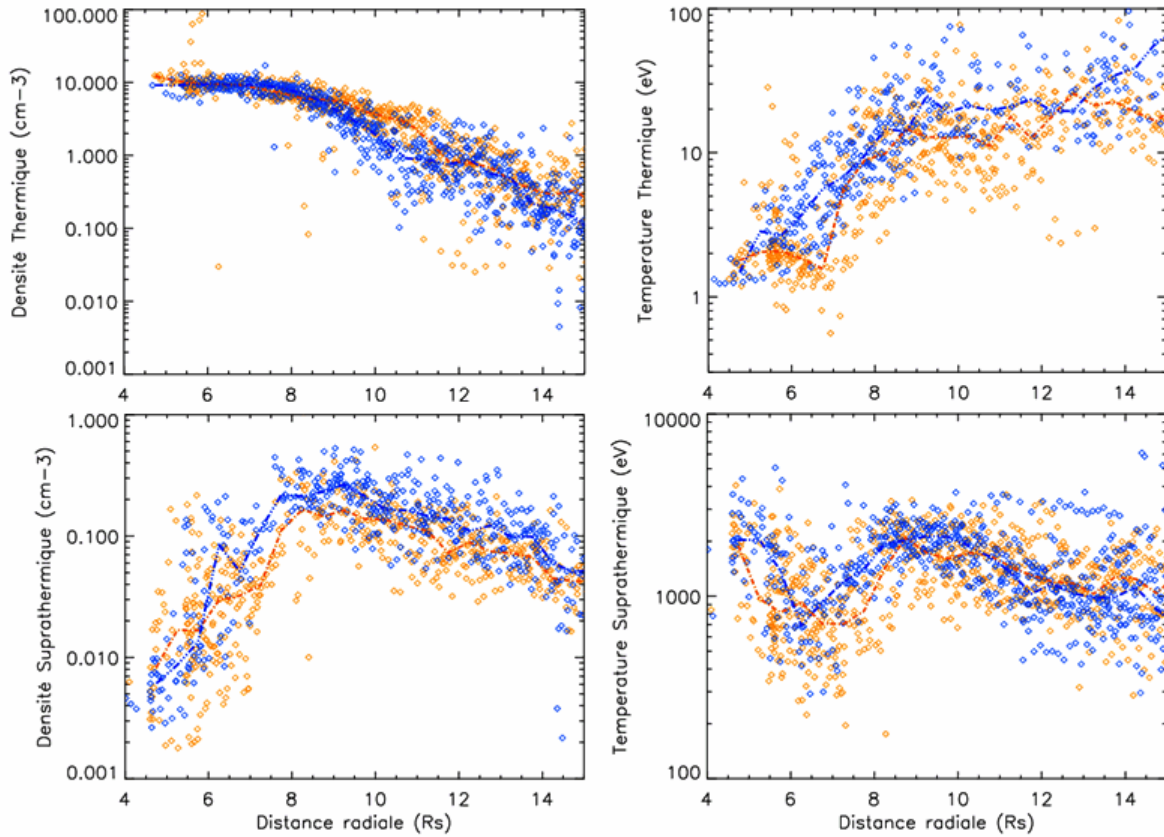 Densité Thermique (cm-3)
100.000
10.000
1.000
0.100
0.010
0.001
4 6 8 10 12 14
Temperature Thermique (eV)
100
10
1
4 6 8 10 12 14
Densité Suprathermique (cm-3)
1.000
0.100
0.010
0.001
4 6 8 10 12 14
Distance radiale (Rs)
Temperature Suprathermique (eV)
10000
1000
100
4 6 8 10 12 14
Distance radiale (Rs)